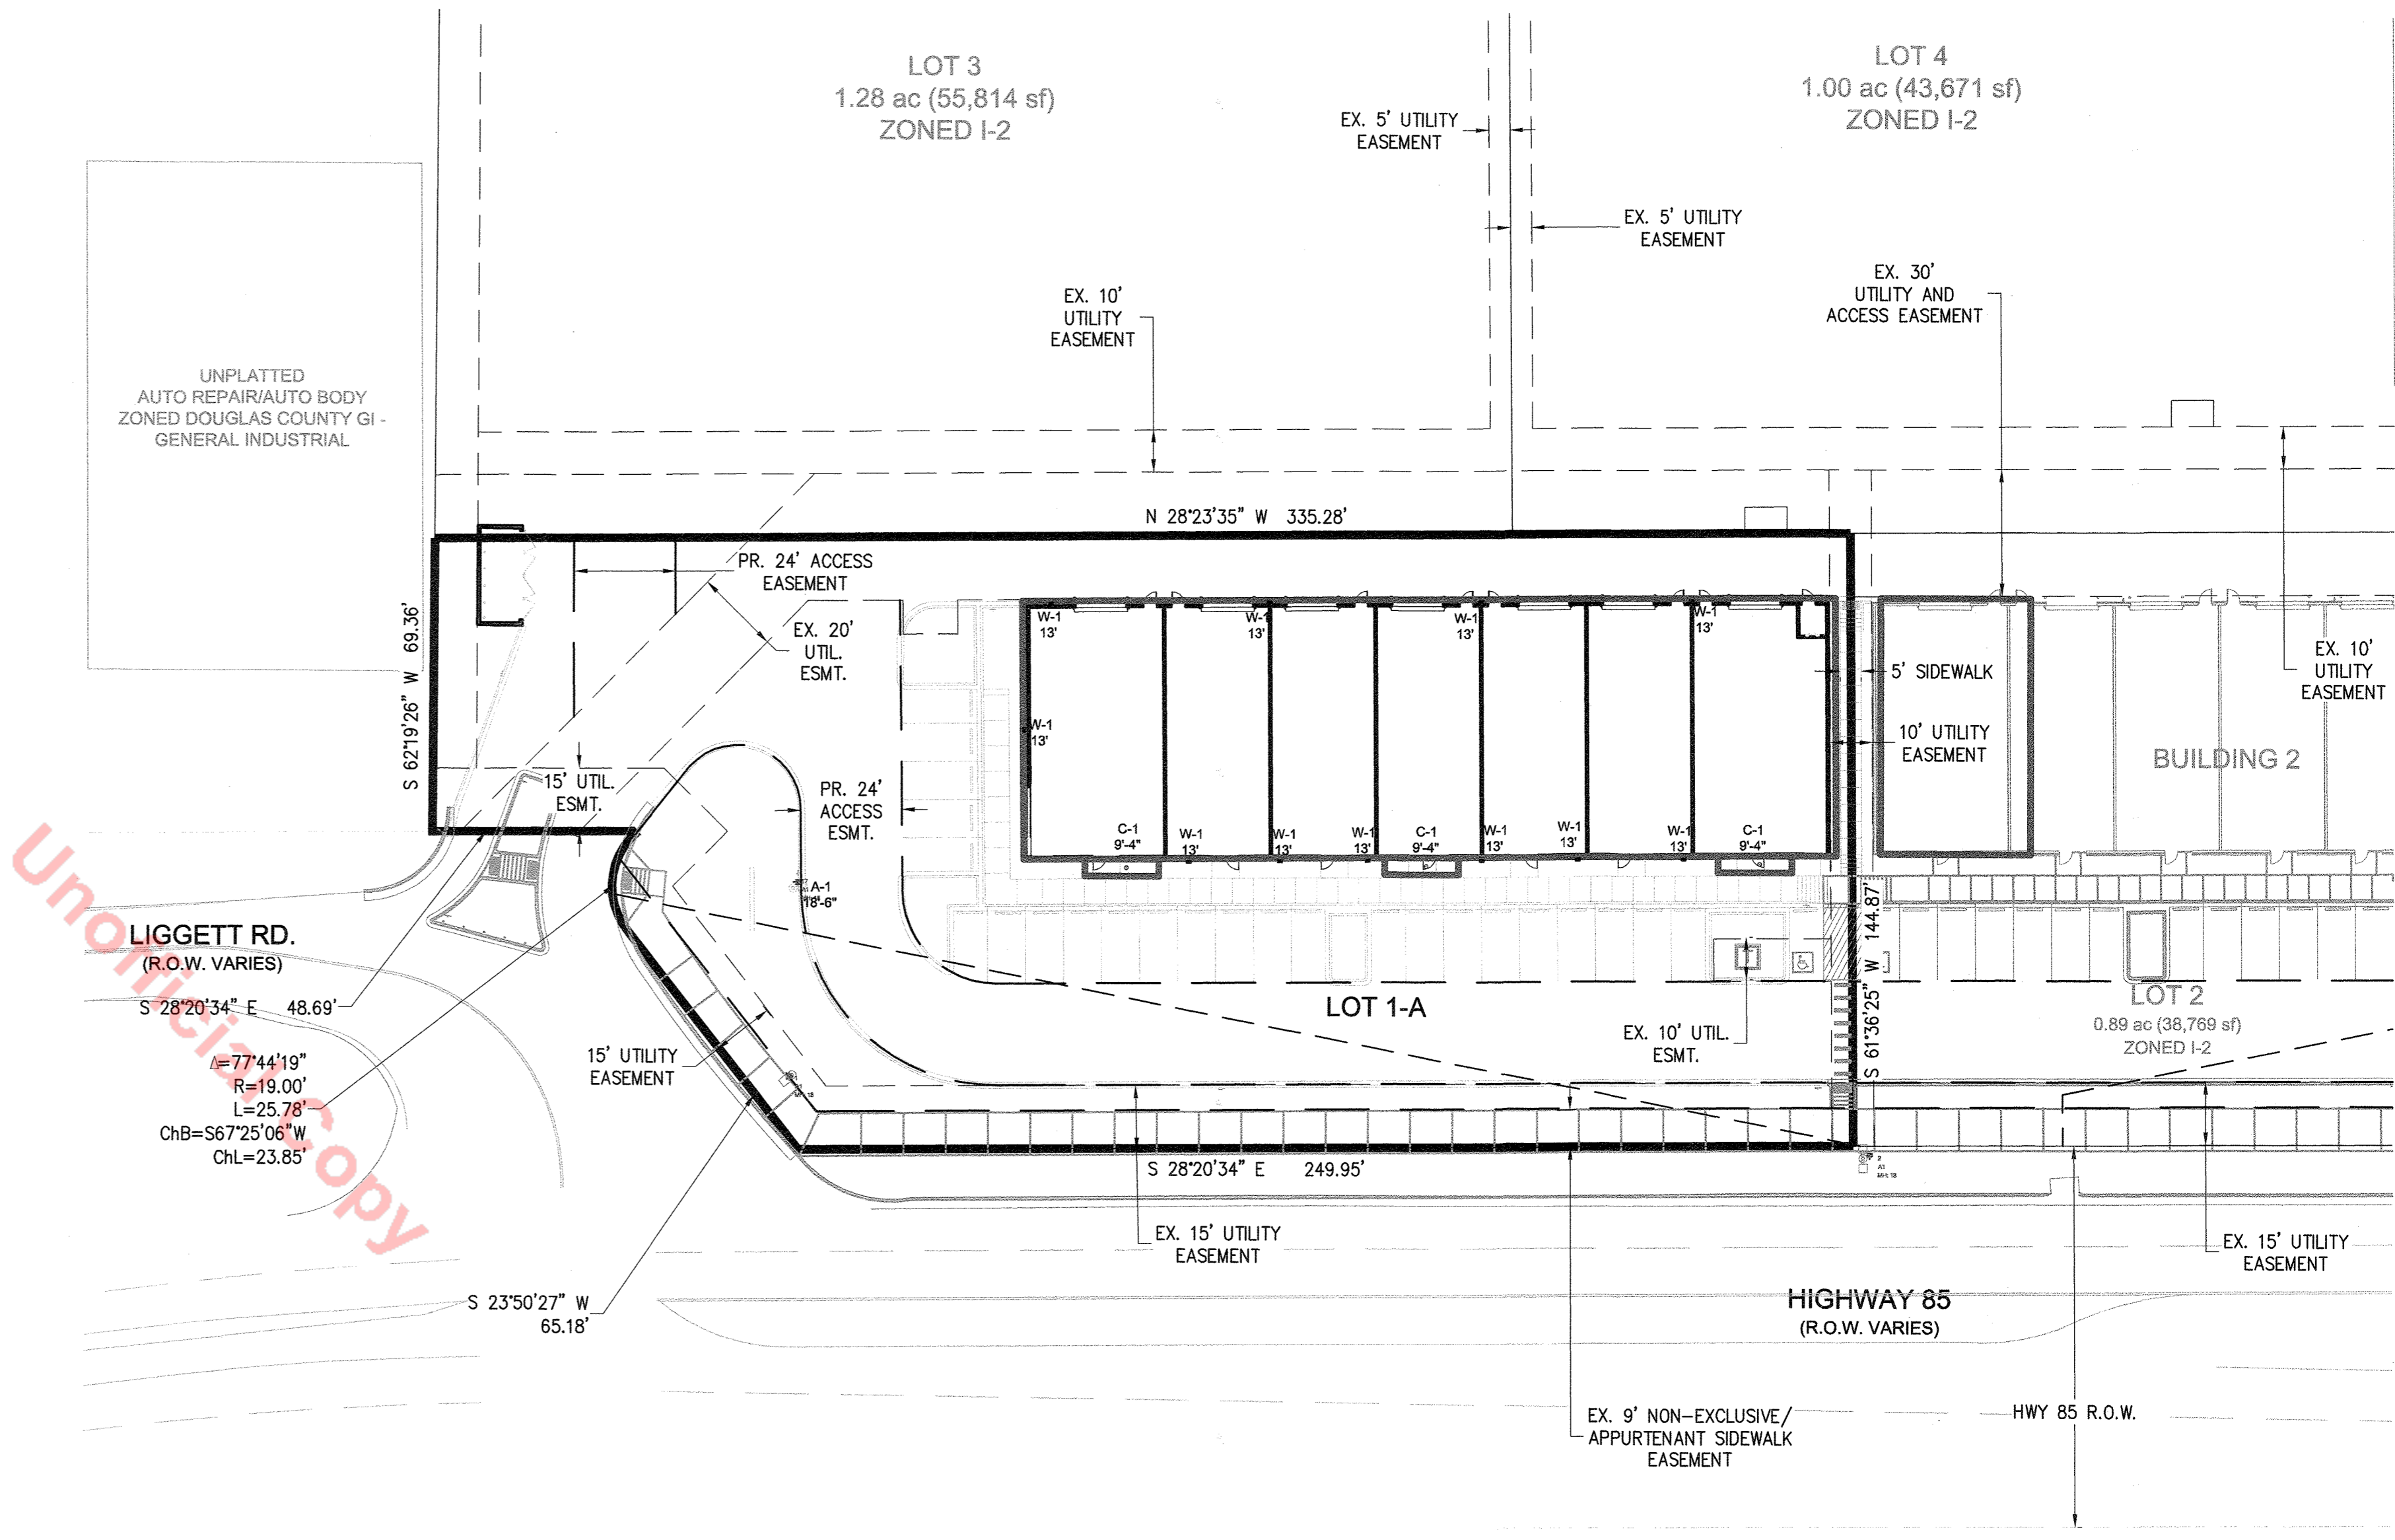 LOT 3
1.28 ac (55,814 sf)
ZONED I-2
LOT 4
1.00 ac (43,671 sf)
ZONED I-2
EX. 5' UTILITY
EASEMENT
EX. 5' UTILITY
EASEMENT
EX. 30'
UTILITY AND
ACCESS EASEMENT
EX. 10'
UTILITY
EASEMENT
UNPLATTED
AUTO REPAIR/AUTO BODY
ZONED DOUGLAS COUNTY GI -
GENERAL INDUSTRIAL
N 28°23'35" W 335.28'
PR. 24' ACCESS
EASEMENT
EX. 20'
UTIL.
ESMT.
S 62°19'26" W 69.36'
W-1
13'
W-1
13'
W-1
13'
W-1
13'
W-1
13'
5' SIDEWALK
EX. 10'
UTILITY
EASEMENT
10' UTILITY
EASEMENT
BUILDING 2
15' UTIL.
ESMT.
PR. 24'
ACCESS
ESMT.
C-1
9'-4"
W-1
13'
W-1
13'
W-1
13'
C-1
9'-4"
W-1
13'
W-1
13'
W-1
13'
C-1
9'-4"
A-1
18'-6"
S 61°36'25" W 144.87'
LIGGETT RD.
(R.O.W. VARIES)
S 28°20'34" E 48.69'
LOT 1-A
LOT 2
0.89 ac (38,769 sf)
ZONED I-2
EX. 10' UTIL.
ESMT.
15' UTILITY
EASEMENT
Δ=77°44'19"
R=19.00'
L=25.78'
ChB=S67°25'06"W
ChL=23.85'
MH: 18
S 28°20'34" E 249.95'
2
A1
MH: 18
EX. 15' UTILITY
EASEMENT
EX. 15' UTILITY
EASEMENT
S 23°50'27" W
65.18'
HIGHWAY 85
(R.O.W. VARIES)
EX. 9' NON-EXCLUSIVE/
APPURTENANT SIDEWALK
EASEMENT
HWY 85 R.O.W.
Unofficial Copy